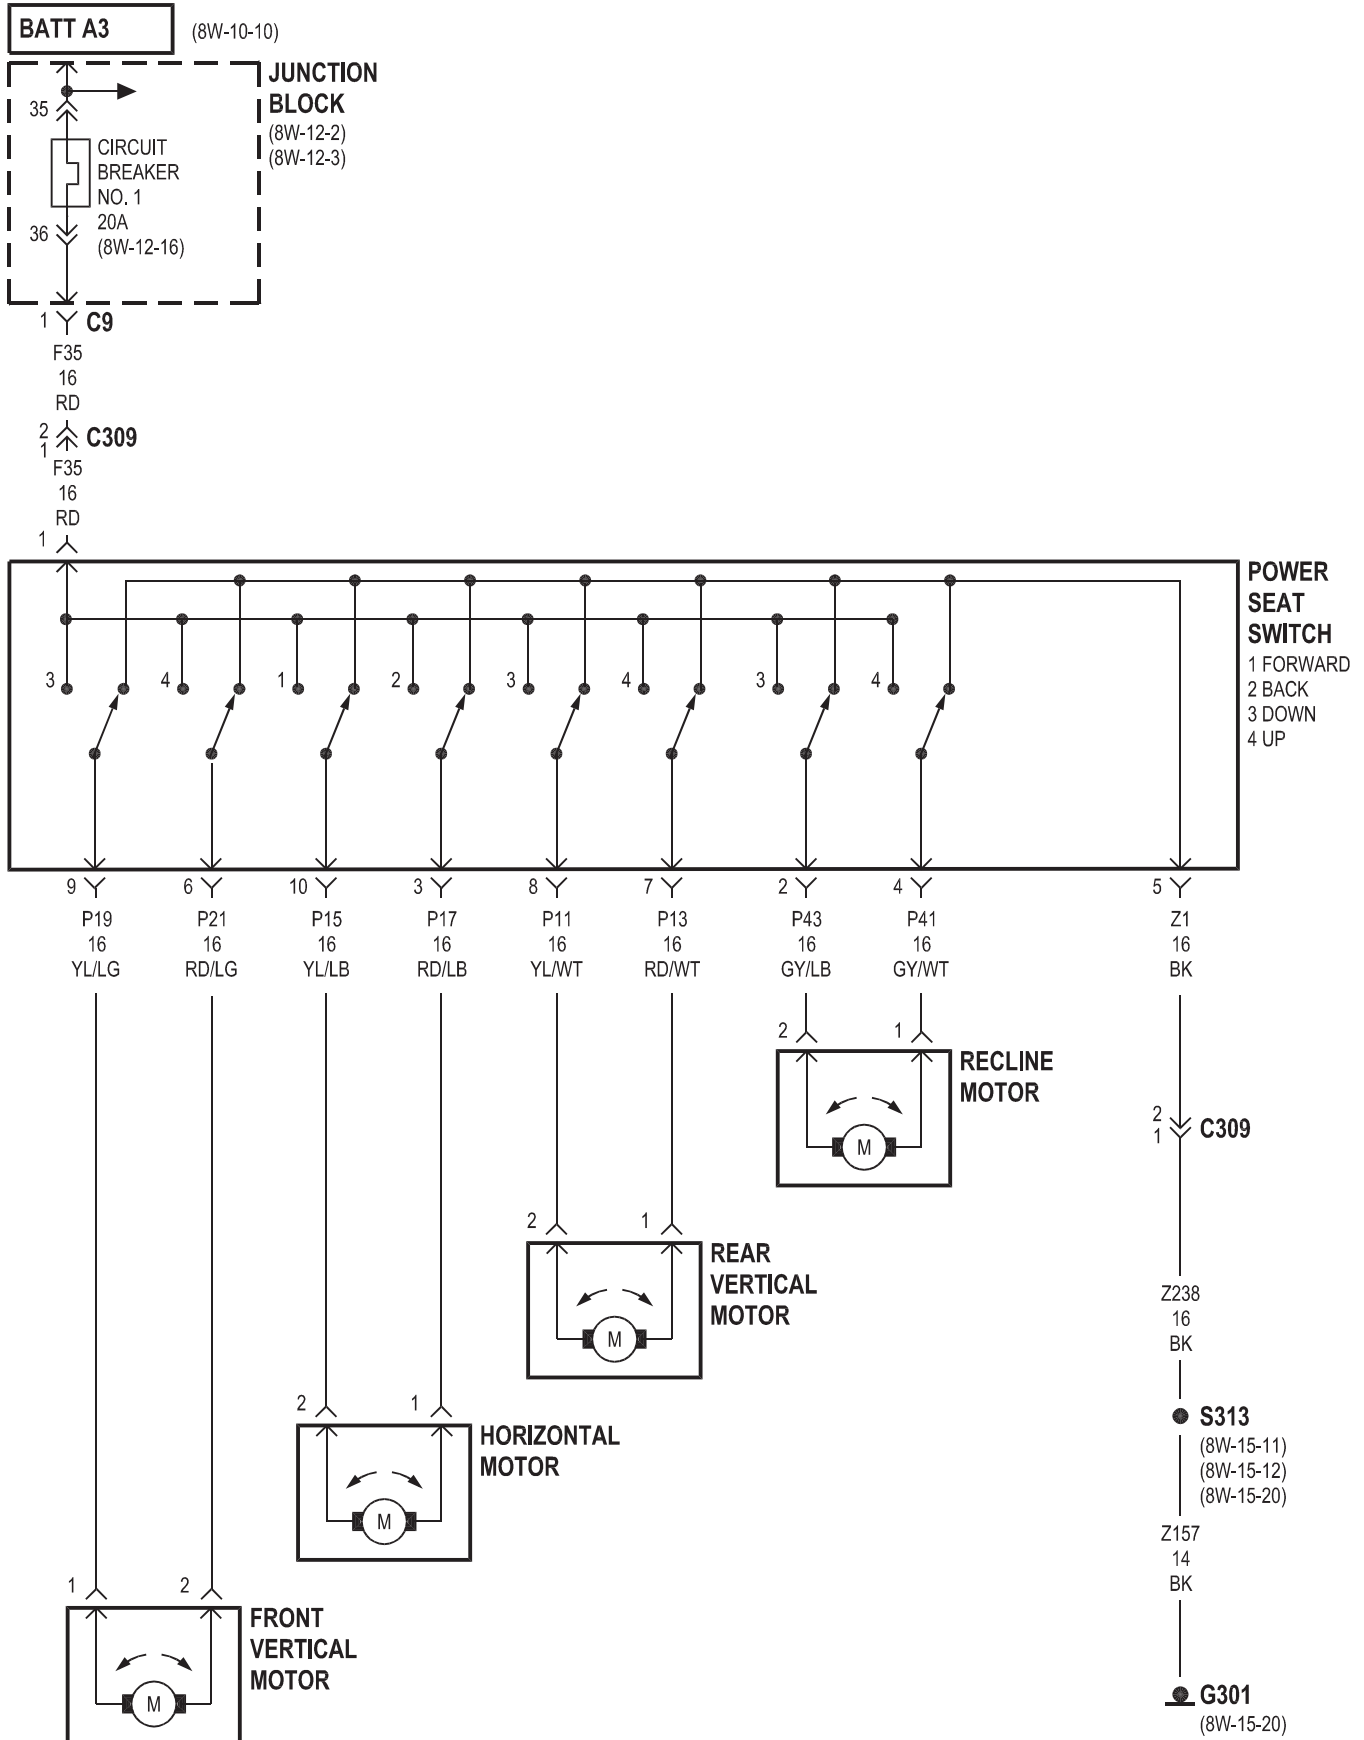 BATT A3 (8W-10-10)
JUNCTION
BLOCK
(8W-12-2)
(8W-12-3)
35
CIRCUIT
BREAKER
NO. 1
20A
(8W-12-16)
36
1 C9
F35
16
RD
2 C309
1
F35
16
RD
1
POWER
SEAT
SWITCH
1 FORWARD
2 BACK
3 DOWN
4 UP
3 4 1 2 3 4 3 4
9 6 10 3 8 7 2 4 5
P19 P21 P15 P17 P11 P13 P43 P41 Z1
16 16 16 16 16 16 16 16 16
YL/LG RD/LG YL/LB RD/LB YL/WT RD/WT GY/LB GY/WT BK
2 1
RECLINE
MOTOR
M
2 C309
1
2 1
REAR
VERTICAL
MOTOR
M
Z238
16
BK
2 1
HORIZONTAL
MOTOR
M
S313
(8W-15-11)
(8W-15-12)
(8W-15-20)
Z157
14
BK
1 2
FRONT
VERTICAL
MOTOR
M
G301
(8W-15-20)